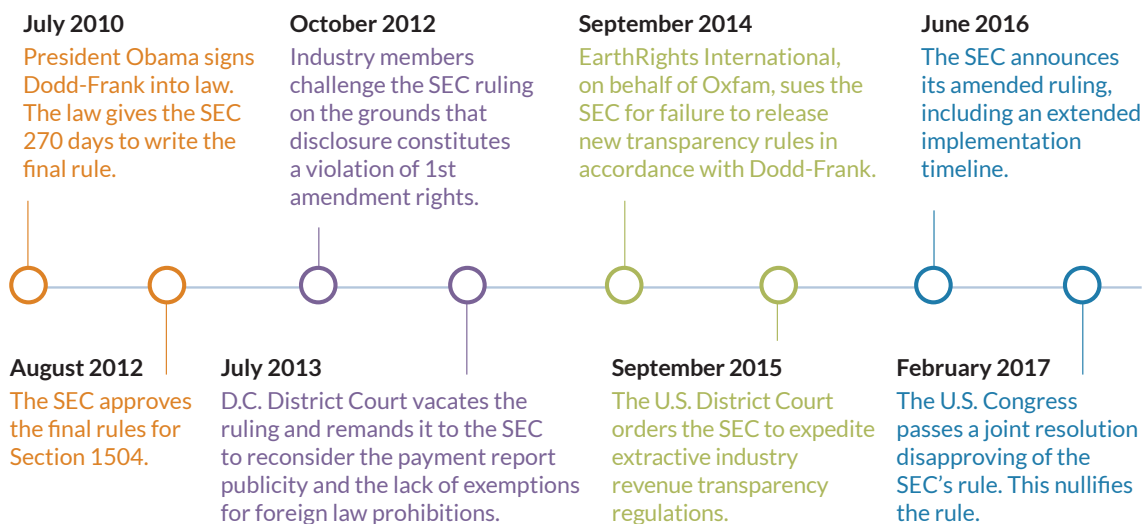 July 2010
President Obama signs
Dodd-Frank into law.
The law gives the SEC
270 days to write the
final rule.
October 2012
Industry members
challenge the SEC ruling
on the grounds that
disclosure constitutes
a violation of 1st
amendment rights.
September 2014
EarthRights International,
on behalf of Oxfam, sues the
SEC for failure to release
new transparency rules in
accordance with Dodd-Frank.
June 2016
The SEC announces
its amended ruling,
including an extended
implementation
timeline.
August 2012
The SEC approves
the final rules for
Section 1504.
July 2013
D.C. District Court vacates the
ruling and remands it to the SEC
to reconsider the payment report
publicity and the lack of exemptions
for foreign law prohibitions.
September 2015
The U.S. District Court
orders the SEC to expedite
extractive industry
revenue transparency
regulations.
February 2017
The U.S. Congress
passes a joint resolution
disapproving of the
SEC's rule. This nullifies
the rule.